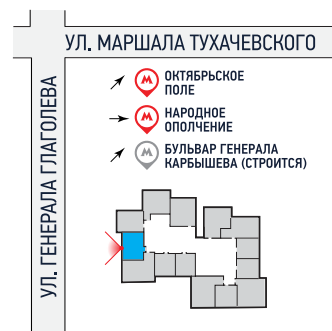 УЛ. МАРШАЛА ТУХАЧЕВСКОГО
ОКТЯБРЬСКОЕ
ПОЛЕ
НАРОДНОЕ
ОПОЛЧЕНИЕ
БУЛЬВАР ГЕНЕРАЛА
КАРБЫШЕВА (СТРОИТСЯ)
УЛ. ГЕНЕРАЛА ГЛАГОЛЕВА